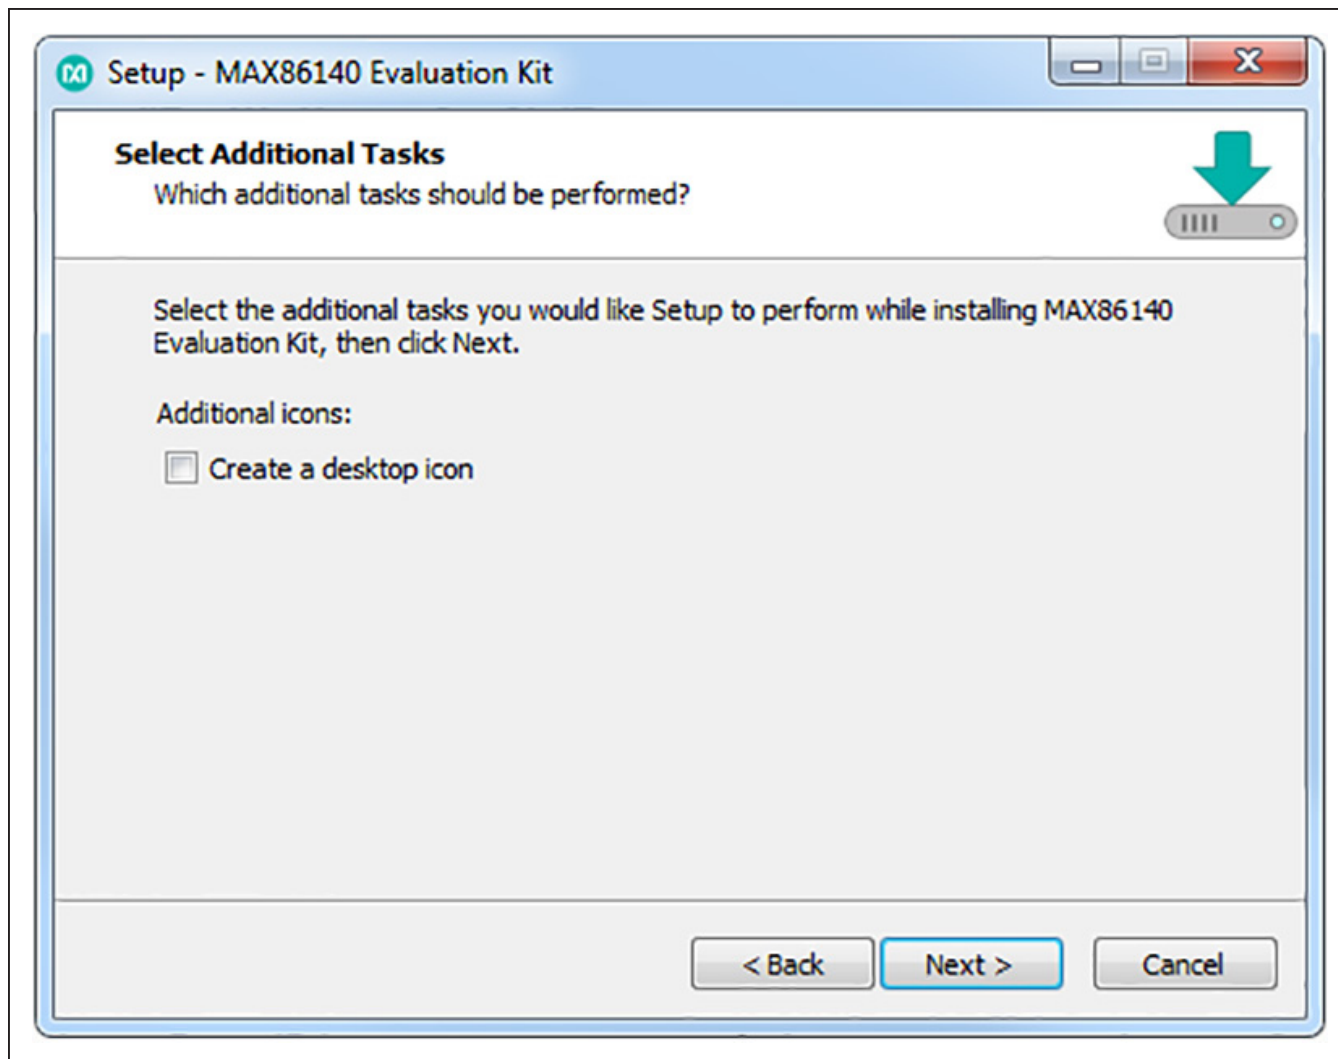 Setup - MAX86140 Evaluation Kit
Select Additional Tasks
Which additional tasks should be performed?
Select the additional tasks you would like Setup to perform while installing MAX86140
Evaluation Kit, then click Next.
Additional icons:
Create a desktop icon
< Back
Next >
Cancel